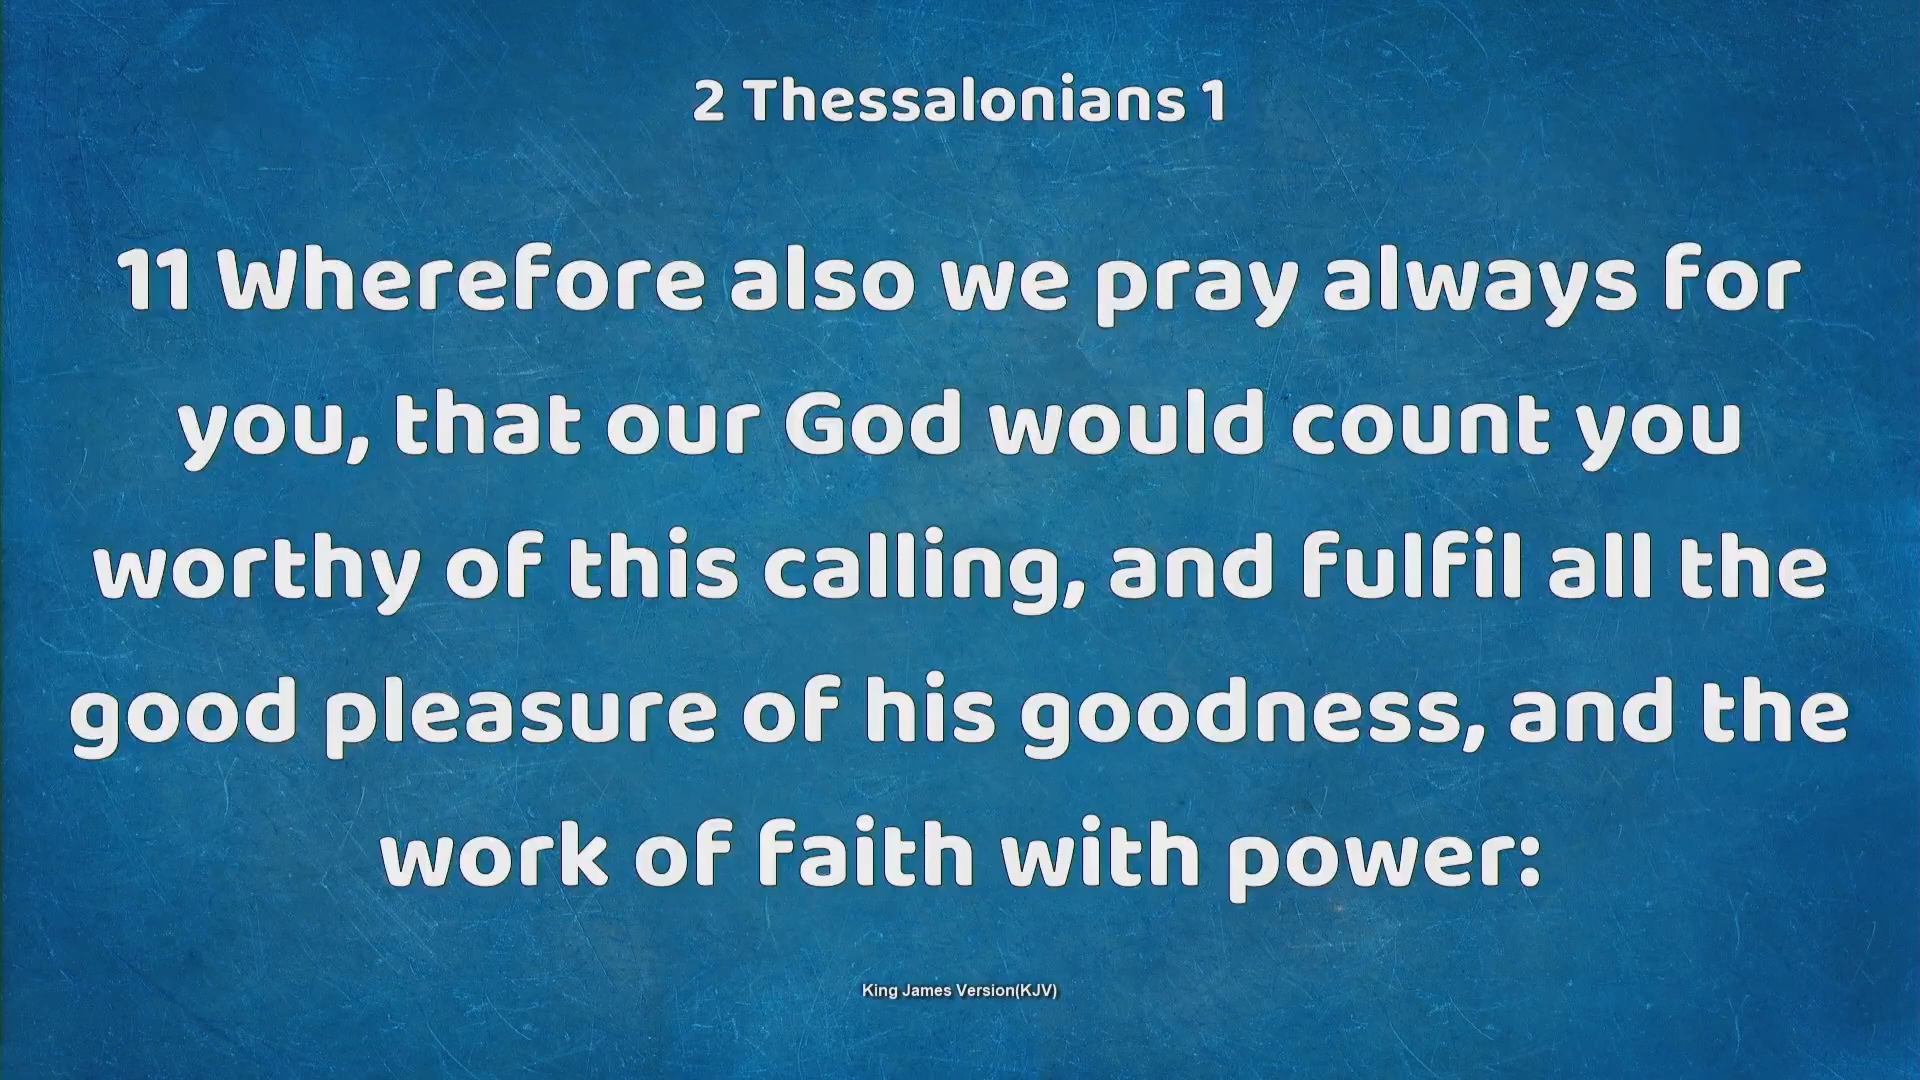 2 Thessalonians 1
11 Wherefore also we pray always for
you, that our God would count you
worthy of this calling, and fulfil all the
good pleasure of his goodness, and the
work of faith with power:
King James Version(KJV)